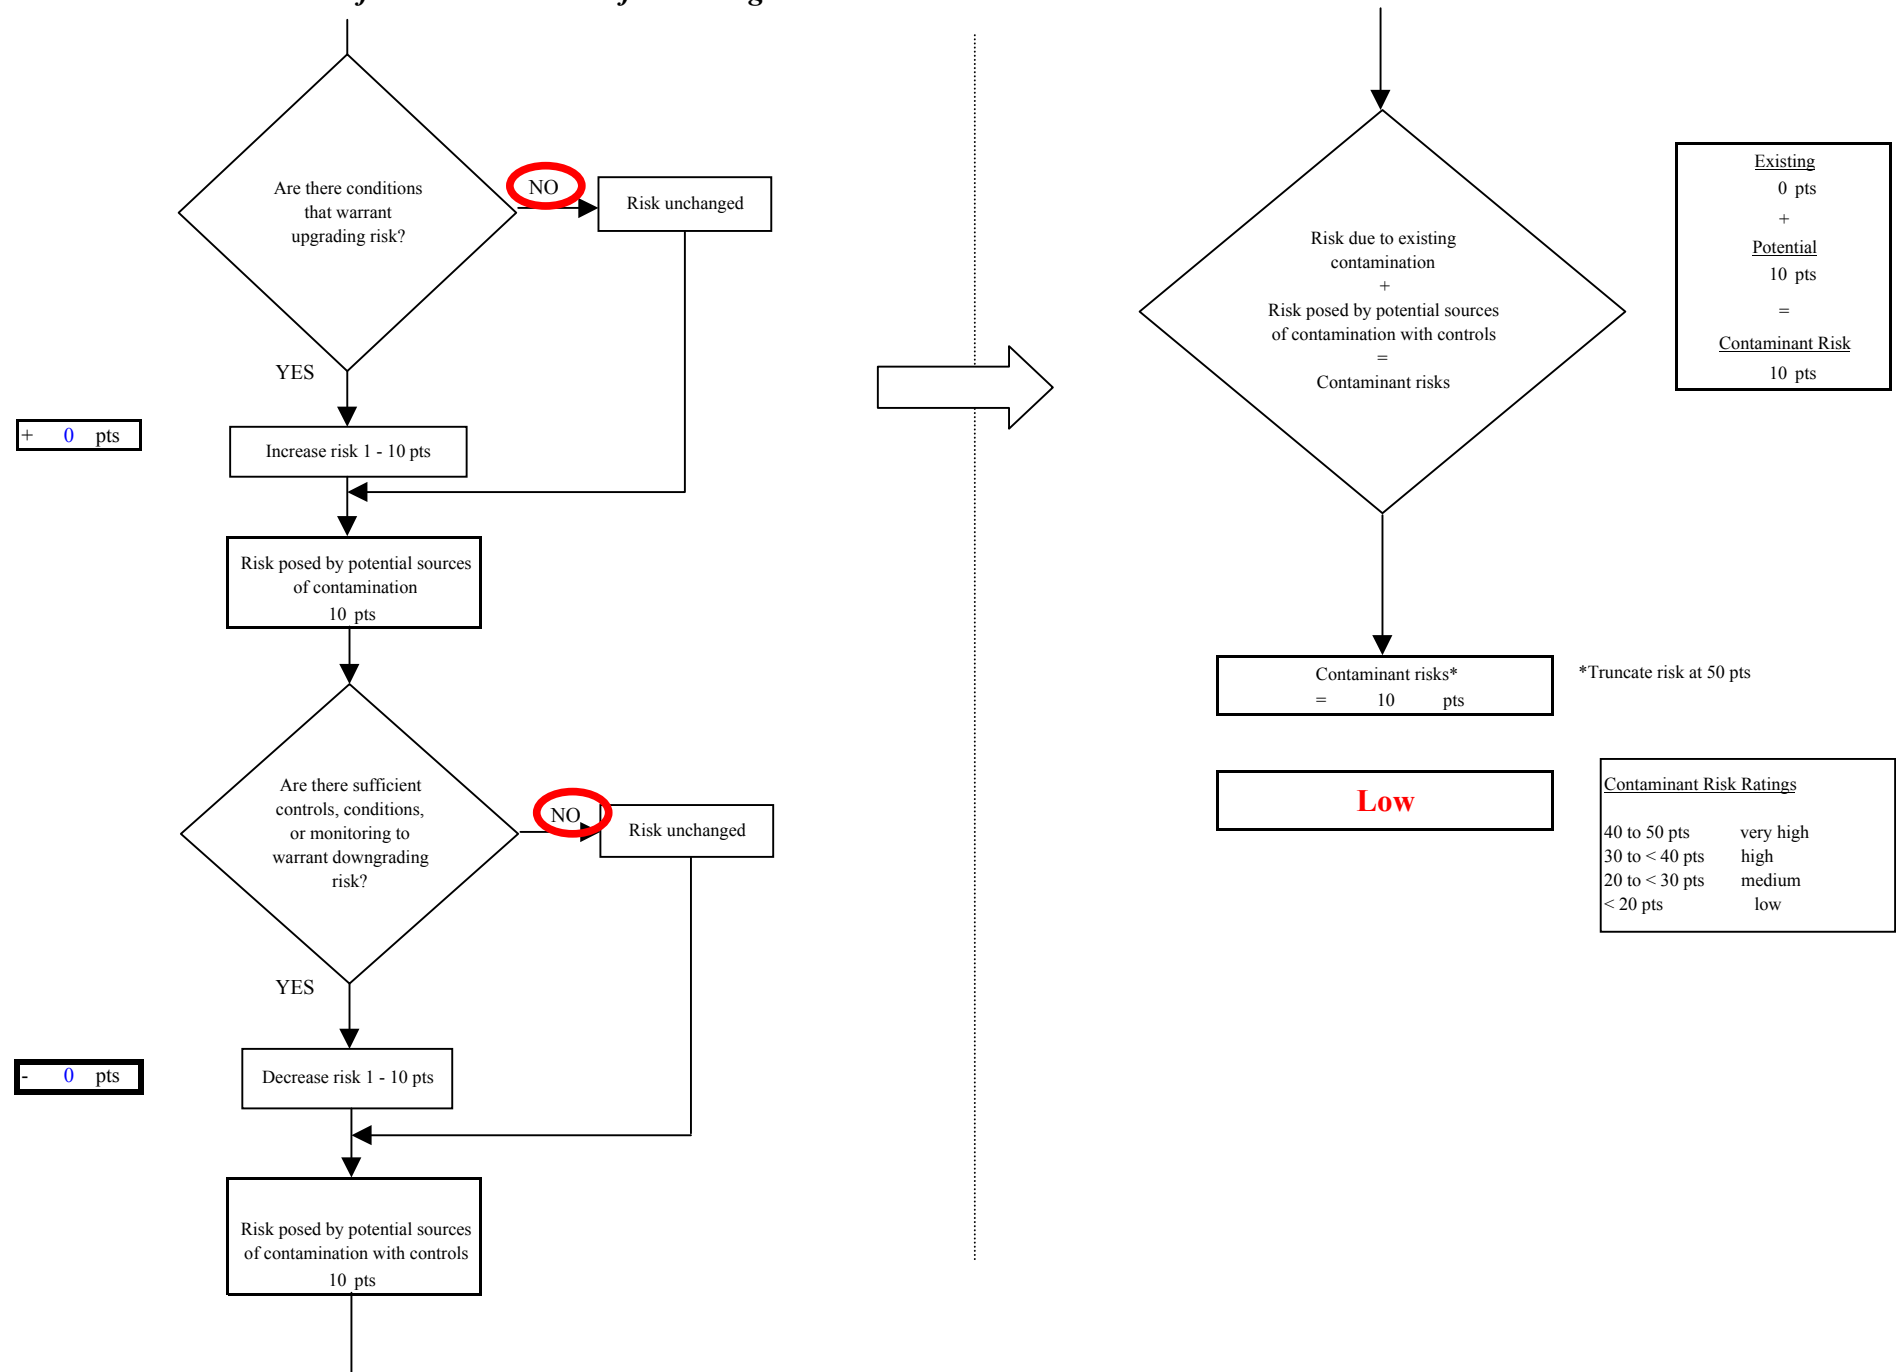 Are there conditions
that warrant
upgrading risk?
NO
Risk unchanged
YES
+ 0 pts
Increase risk 1 - 10 pts
Risk posed by potential sources
of contamination
10 pts
Are there sufficient
controls, conditions,
or monitoring to
warrant downgrading
risk?
NO
Risk unchanged
YES
- 0 pts
Decrease risk 1 - 10 pts
Risk posed by potential sources
of contamination with controls
10 pts
Risk due to existing
contamination
+
Risk posed by potential sources
of contamination with controls
=
Contaminant risks
Existing
0 pts
+
Potential
10 pts
=
Contaminant Risk
10 pts
Contaminant risks*
= 10 pts
*Truncate risk at 50 pts
Low
Contaminant Risk Ratings
40 to 50 pts very high
30 to < 40 pts high
20 to < 30 pts medium
< 20 pts low